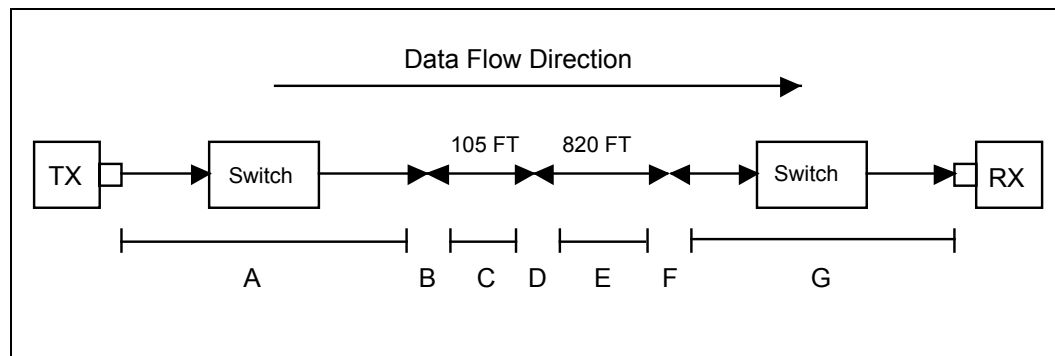 Data Flow Direction
105 FT 820 FT
TX Switch Switch RX
A B C D E F G